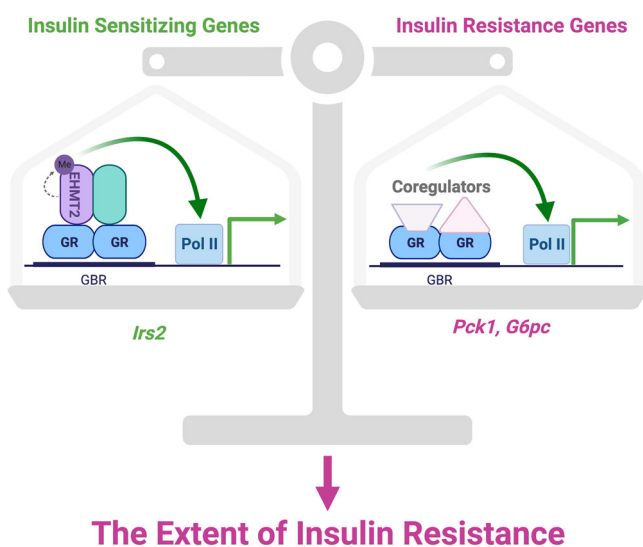 Insulin Sensitizing Genes
Insulin Resistance Genes
Me
EHMT2
GR
GR
Pol II
GBR
Irs2
Coregulators
GR
GR
Pol II
GBR
Pck1, G6pc
The Extent of Insulin Resistance